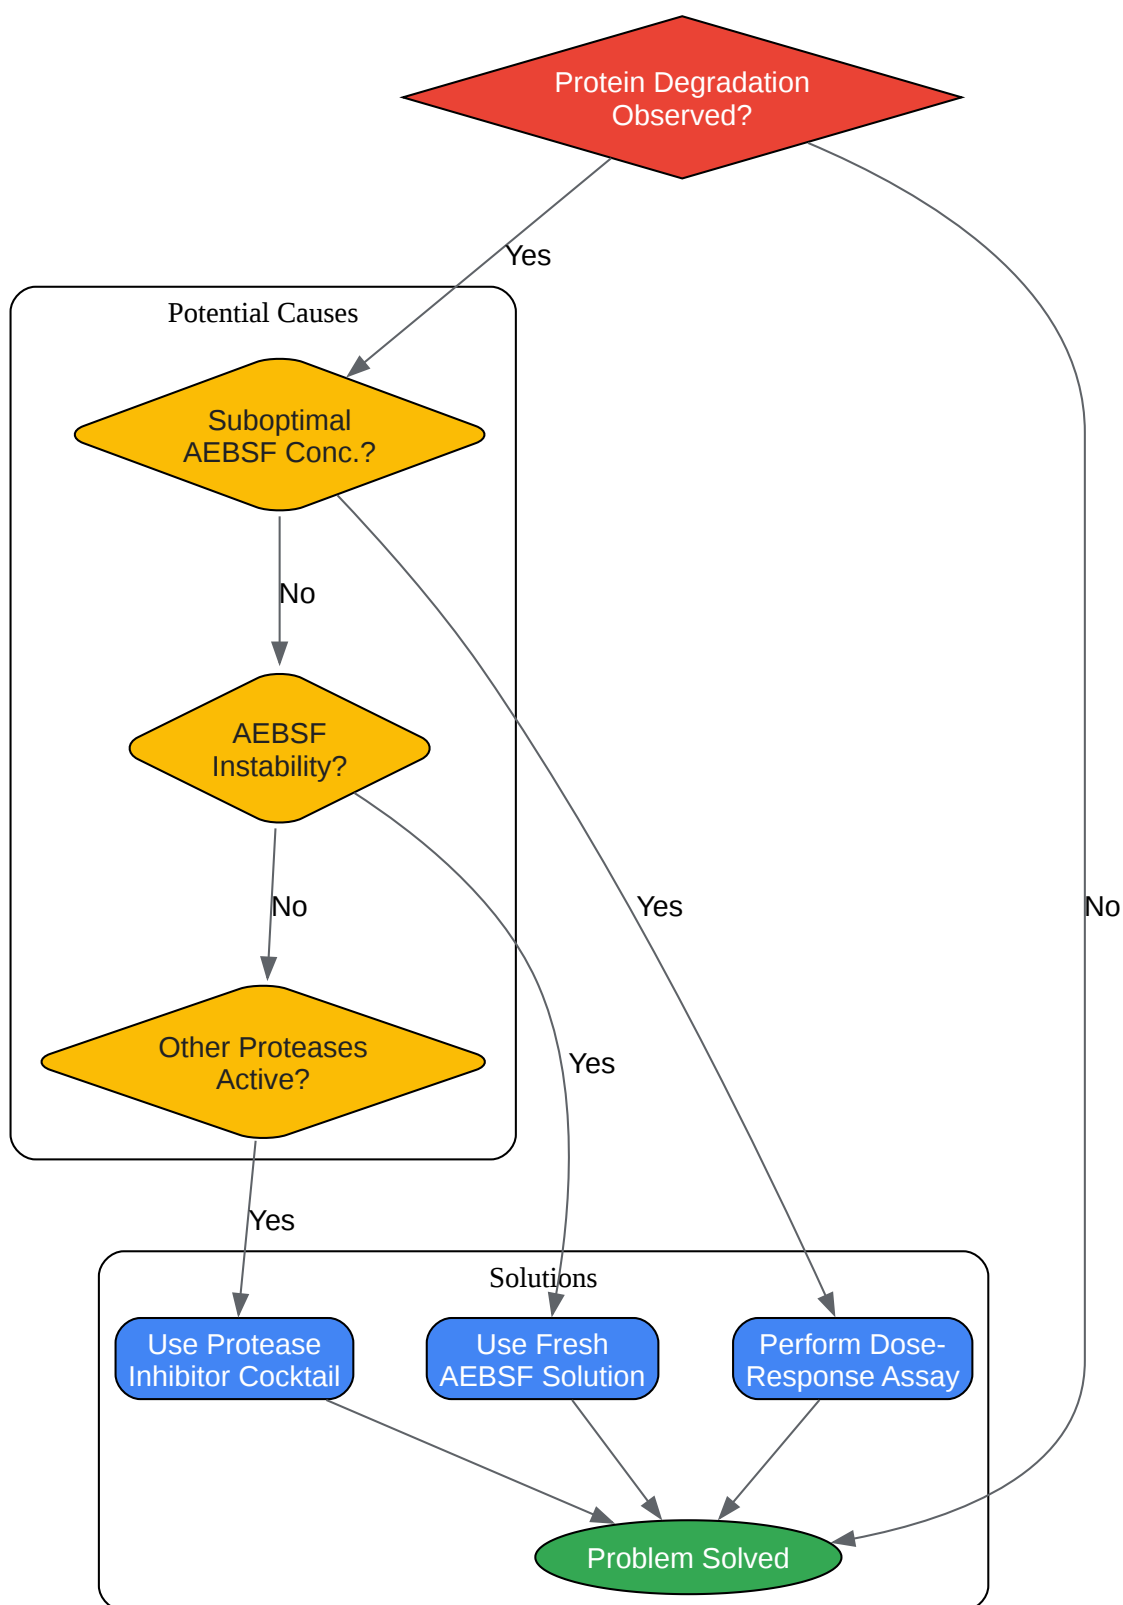 Protein Degradation
Observed?
Yes
Potential Causes
Suboptimal
AEBSF Conc.?
No
AEBSF
Instability?
No
Yes
No
Other Proteases
Active?
Yes
Yes
Solutions
Use Protease
Inhibitor Cocktail
Use Fresh
AEBSF Solution
Perform Dose-
Response Assay
Problem Solved